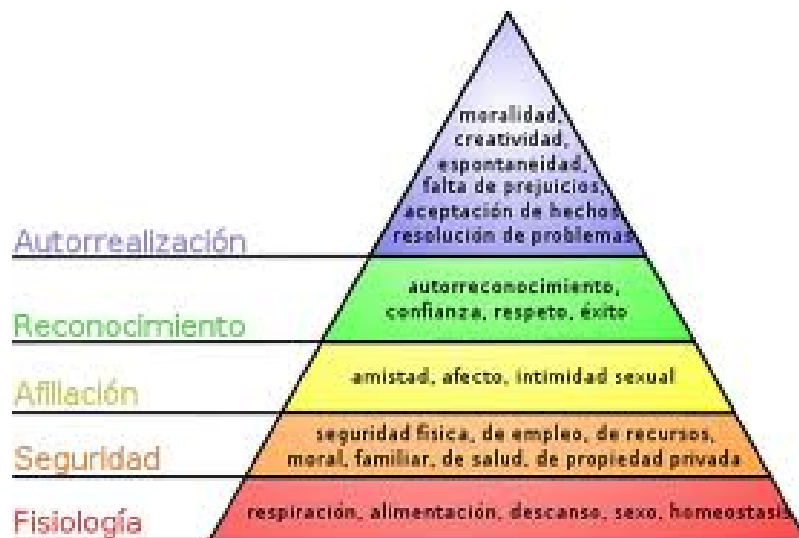 moralidad,
creatividad,
espontaneidad,
falta de prejuicios,
aceptación de hechos,
resolución de problemas
Autorrealización
autorreconocimiento,
confianza, respeto, éxito
Reconocimiento
amistad, afecto, intimidad sexual
Afiliación
seguridad física, de empleo, de recursos,
moral, familiar, de salud, de propiedad privada
Seguridad
respiración, alimentación, descanso, sexo, homeostasis
Fisiología